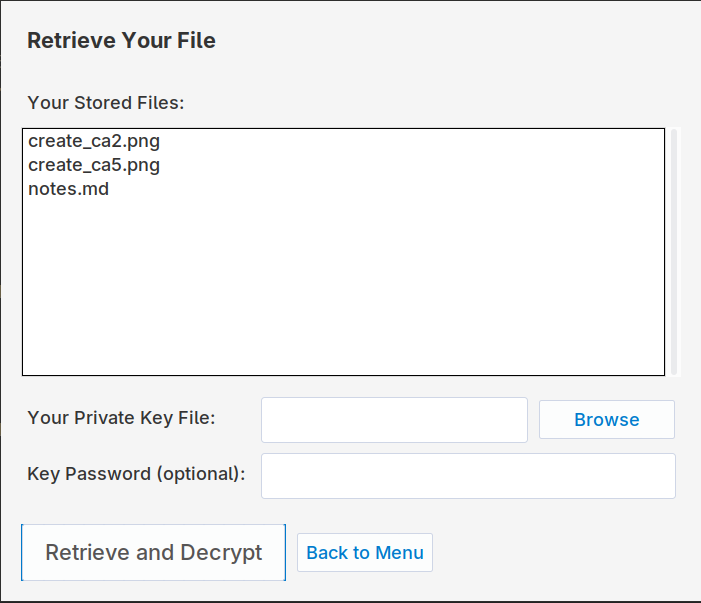 Retrieve Your File
Your Stored Files:
create_ca2.png
create_ca5.png
notes.md
Your Private Key File:
Browse
Key Password (optional):
Retrieve and Decrypt
Back to Menu